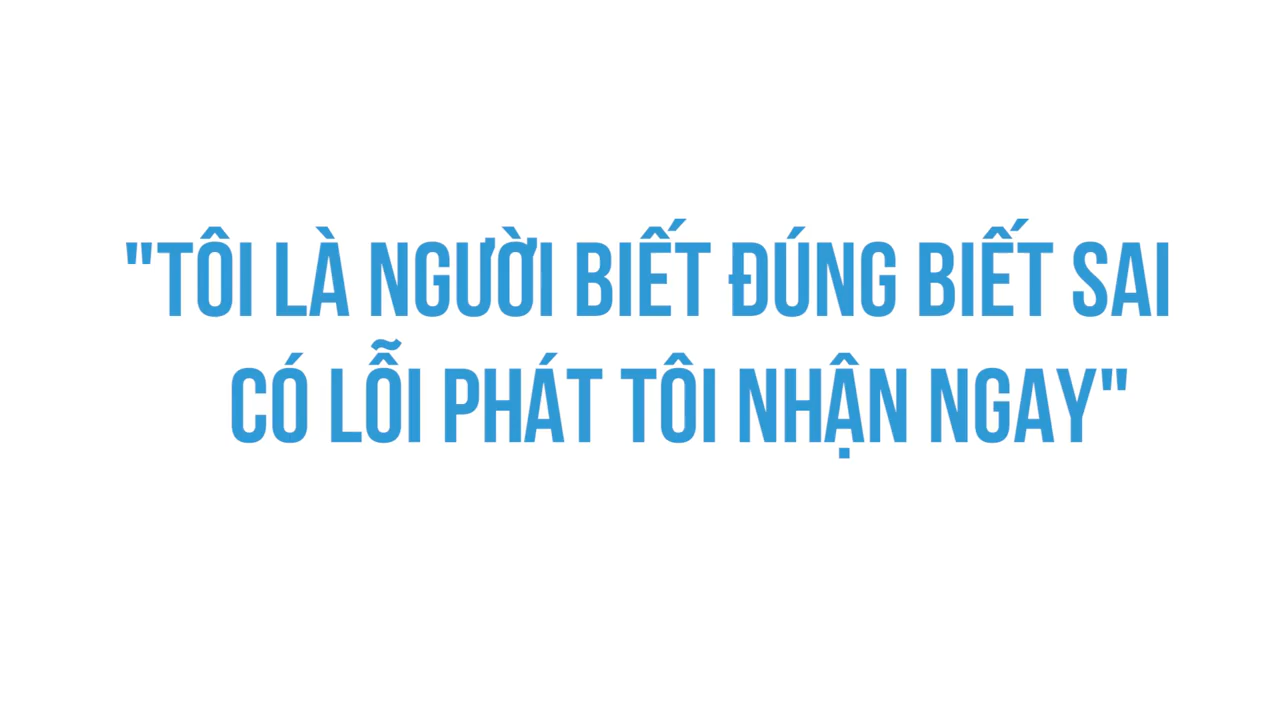 "TÔI LÀ NGƯỜI BIẾT ĐÚNG BIẾT SAI
CÓ LỖI PHÁT TÔI NHẬN NGAY"